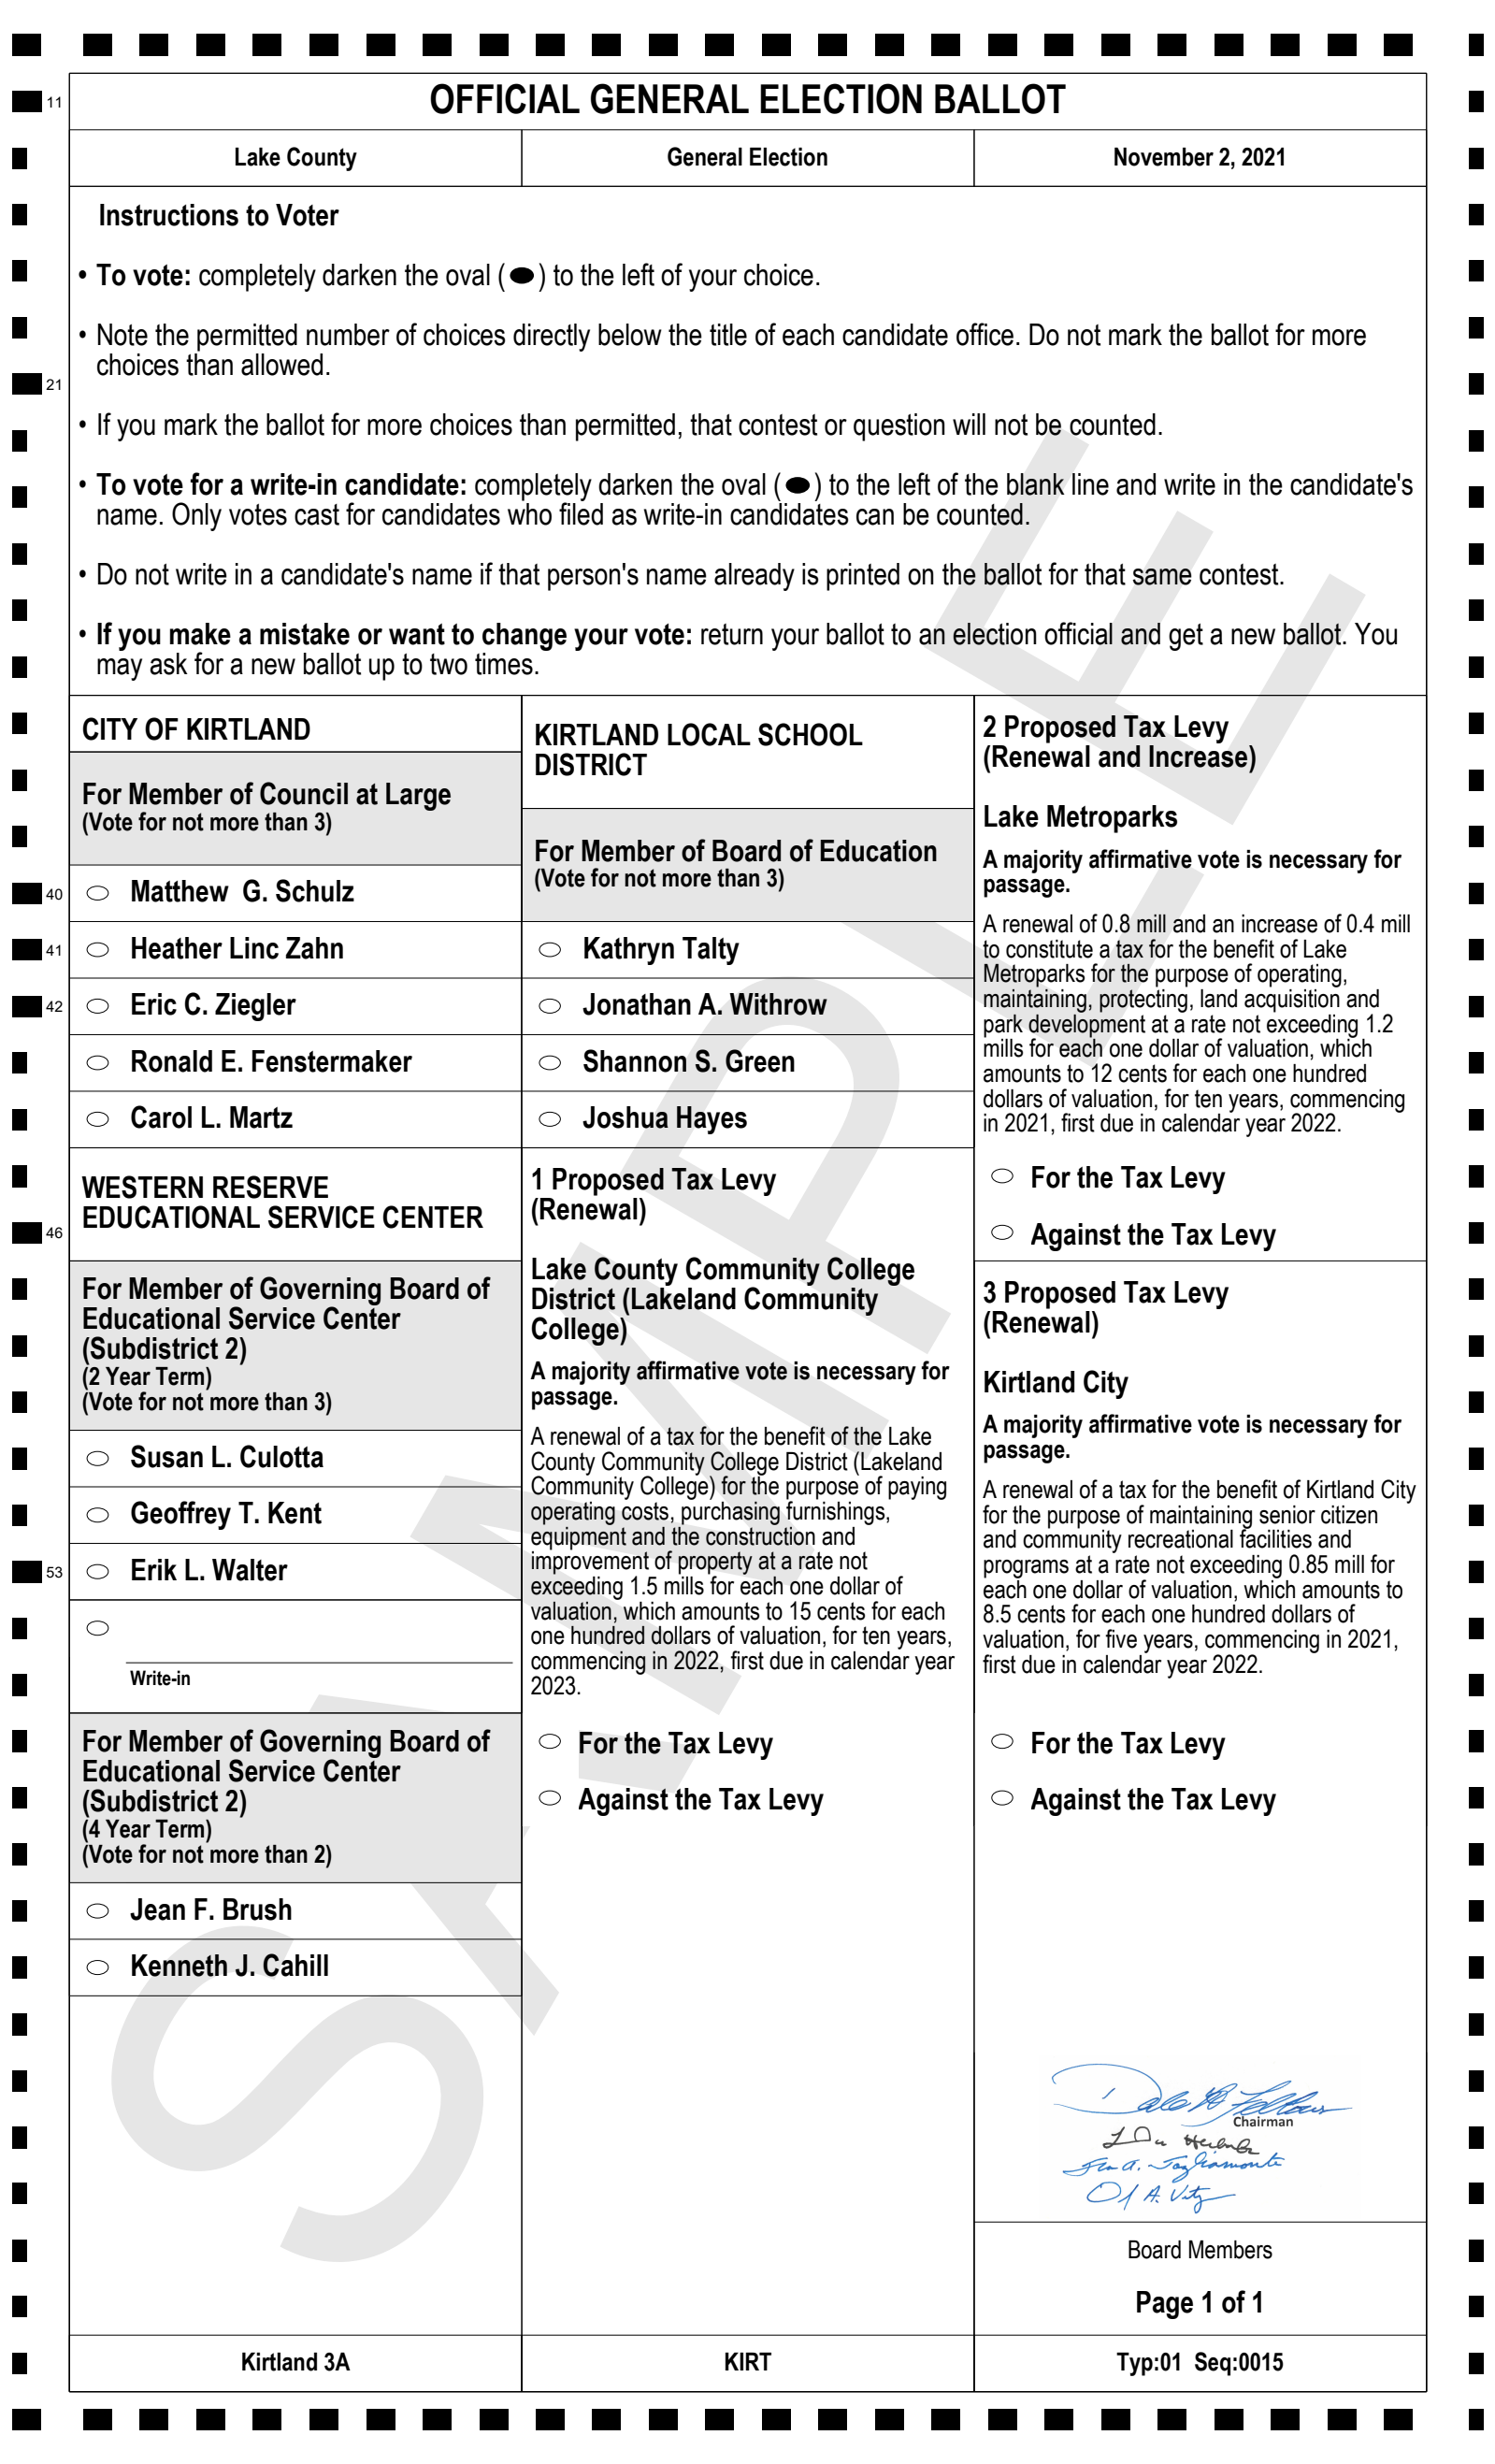 OFFICIAL GENERAL ELECTION BALLOT
11
Lake County
General Election
November 2, 2021
Instructions to Voter
• To vote: completely darken the oval ( ) to the left of your choice.
• Note the permitted number of choices directly below the title of each candidate office. Do not mark the ballot for more
choices than allowed.
21
• If you mark the ballot for more choices than permitted, that contest or question will not be counted.
• To vote for a write-in candidate: completely darken the oval ( ) to the left of the blank line and write in the candidate's
name. Only votes cast for candidates who filed as write-in candidates can be counted.
• Do not write in a candidate's name if that person's name already is printed on the ballot for that same contest.
• If you make a mistake or want to change your vote: return your ballot to an election official and get a new ballot. You
may ask for a new ballot up to two times.
CITY OF KIRTLAND
For Member of Council at Large
(Vote for not more than 3)
40
Matthew G. Schulz
41
Heather Linc Zahn
42
Eric C. Ziegler
Ronald E. Fenstermaker
Carol L. Martz
WESTERN RESERVE
EDUCATIONAL SERVICE CENTER
46
For Member of Governing Board of
Educational Service Center
(Subdistrict 2)
(2 Year Term)
(Vote for not more than 3)
Susan L. Culotta
Geoffrey T. Kent
53
Erik L. Walter
Write-in
For Member of Governing Board of
Educational Service Center
(Subdistrict 2)
(4 Year Term)
(Vote for not more than 2)
Jean F. Brush
Kenneth J. Cahill
KIRTLAND LOCAL SCHOOL
DISTRICT
For Member of Board of Education
(Vote for not more than 3)
Kathryn Talty
Jonathan A. Withrow
Shannon S. Green
Joshua Hayes
1 Proposed Tax Levy
(Renewal)
Lake County Community College
District (Lakeland Community
College)
A majority affirmative vote is necessary for
passage.
A renewal of a tax for the benefit of the Lake
County Community College District (Lakeland
Community College) for the purpose of paying
operating costs, purchasing furnishings,
equipment and the construction and
improvement of property at a rate not
exceeding 1.5 mills for each one dollar of
valuation, which amounts to 15 cents for each
one hundred dollars of valuation, for ten years,
commencing in 2022, first due in calendar year
2023.
For the Tax Levy
Against the Tax Levy
2 Proposed Tax Levy
(Renewal and Increase)
Lake Metroparks
A majority affirmative vote is necessary for
passage.
A renewal of 0.8 mill and an increase of 0.4 mill
to constitute a tax for the benefit of Lake
Metroparks for the purpose of operating,
maintaining, protecting, land acquisition and
park development at a rate not exceeding 1.2
mills for each one dollar of valuation, which
amounts to 12 cents for each one hundred
dollars of valuation, for ten years, commencing
in 2021, first due in calendar year 2022.
For the Tax Levy
Against the Tax Levy
3 Proposed Tax Levy
(Renewal)
Kirtland City
A majority affirmative vote is necessary for
passage.
A renewal of a tax for the benefit of Kirtland City
for the purpose of maintaining senior citizen
and community recreational facilities and
programs at a rate not exceeding 0.85 mill for
each one dollar of valuation, which amounts to
8.5 cents for each one hundred dollars of
valuation, for five years, commencing in 2021,
first due in calendar year 2022.
For the Tax Levy
Against the Tax Levy
Chairman
Board Members
Page 1 of 1
Kirtland 3A
KIRT
Typ:01 Seq:0015
SAMPLE